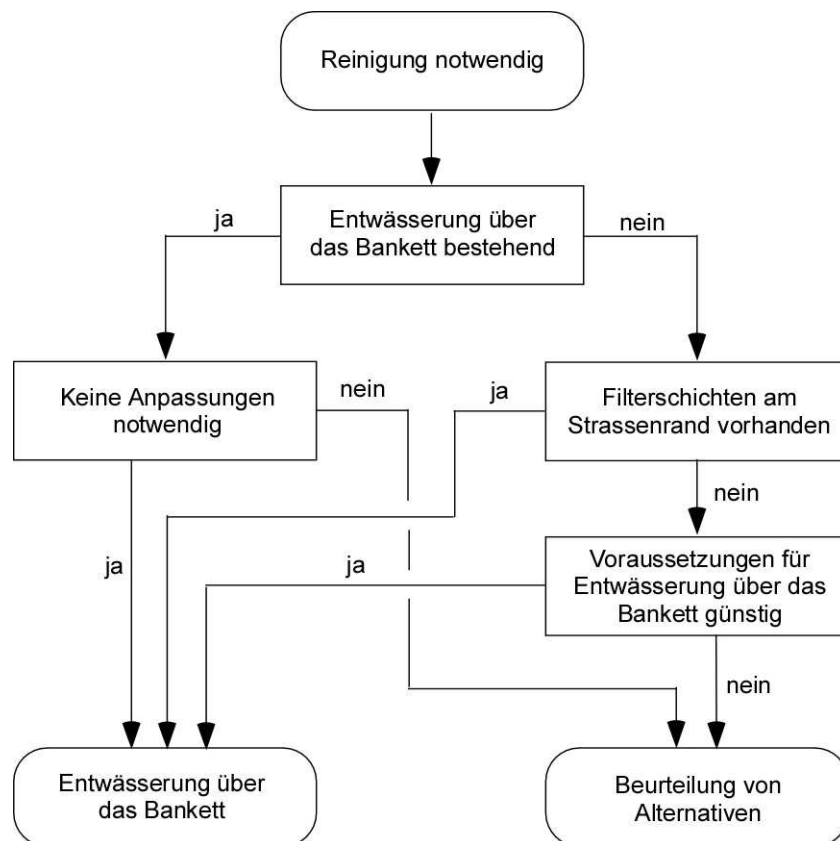 Reinigung notwendig
ja
Entwässerung über
das Bankett bestehend
nein
Keine Anpassungen
notwendig
nein
ja
Filterschichten am
Strassenrand vorhanden
nein
ja
ja
Voraussetzungen für
Entwässerung über das
Bankett günstig
nein
Entwässerung über
das Bankett
Beurteilung von
Alternativen